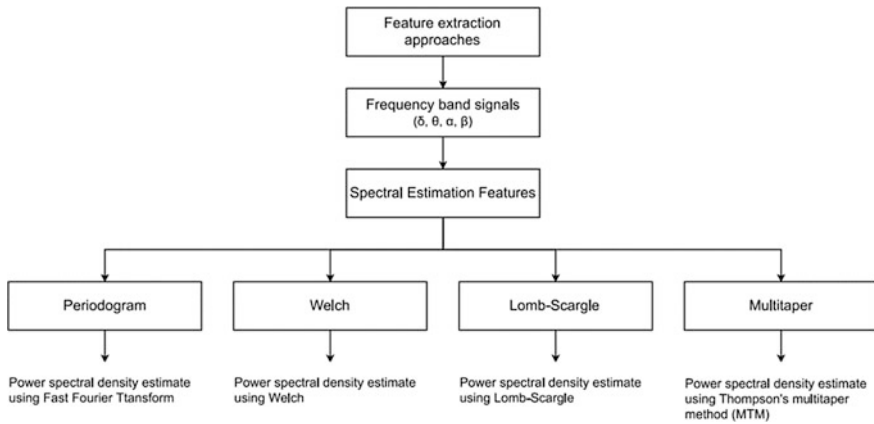 Feature extraction
approaches
Frequency band signals
(δ, θ, α, β)
Spectral Estimation Features
Periodogram
Welch
Lomb-Scargle
Multitaper
Power spectral density estimate
using Fast Fourier Ttansform
Power spectral density estimate
using Welch
Power spectral density estimate
using Lomb-Scargle
Power spectral density estimate
using Thompson's multitaper
method (MTM)